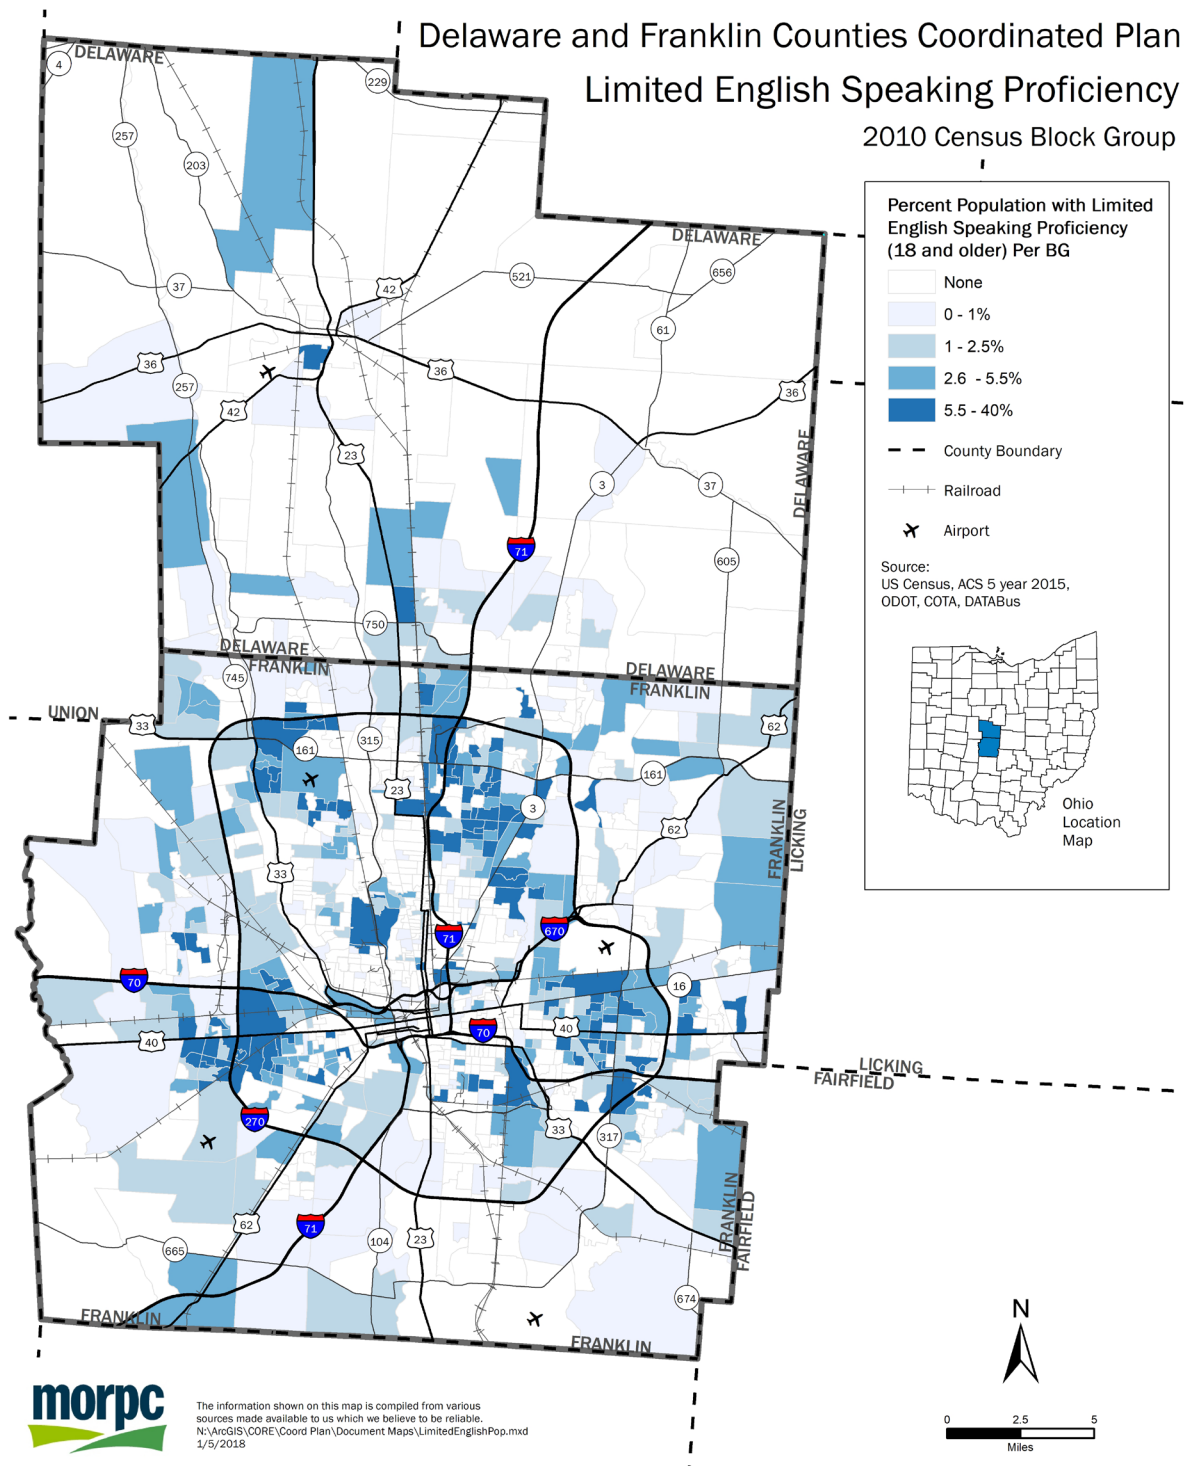 Delaware and Franklin Counties Coordinated Plan
Limited English Speaking Proficiency
2010 Census Block Group
Percent Population with Limited
English Speaking Proficiency
(18 and older) Per BG
None
0 - 1%
1 - 2.5%
2.6 - 5.5%
5.5 - 40%
County Boundary
Railroad
Airport
Source:
US Census, ACS 5 year 2015,
ODOT, COTA, DATABus
Ohio
Location
Map
DELAWARE
4
229
257
203
DELAWARE
656
521
42
37
61
36
36
36
257
42
23
DELAWARE
3
37
71
605
750
DELAWARE
FRANKLIN
DELAWARE
FRANKLIN
745
UNION
33
62
315
161
161
23
3
62
FRANKLIN
LICKING
33
670
71
70
16
70
40
40
LICKING
FAIRFIELD
270
33
317
FRANKLIN
FAIRFIELD
62
71
104
23
665
674
FRANKLIN
FRANKLIN
N
0 2.5 5
Miles
morpc
The information shown on this map is compiled from various
sources made available to us which we believe to be reliable.
N:\ArcGIS\CORE\Coord Plan\Document Maps\LimitedEnglishPop.mxd
1/5/2018